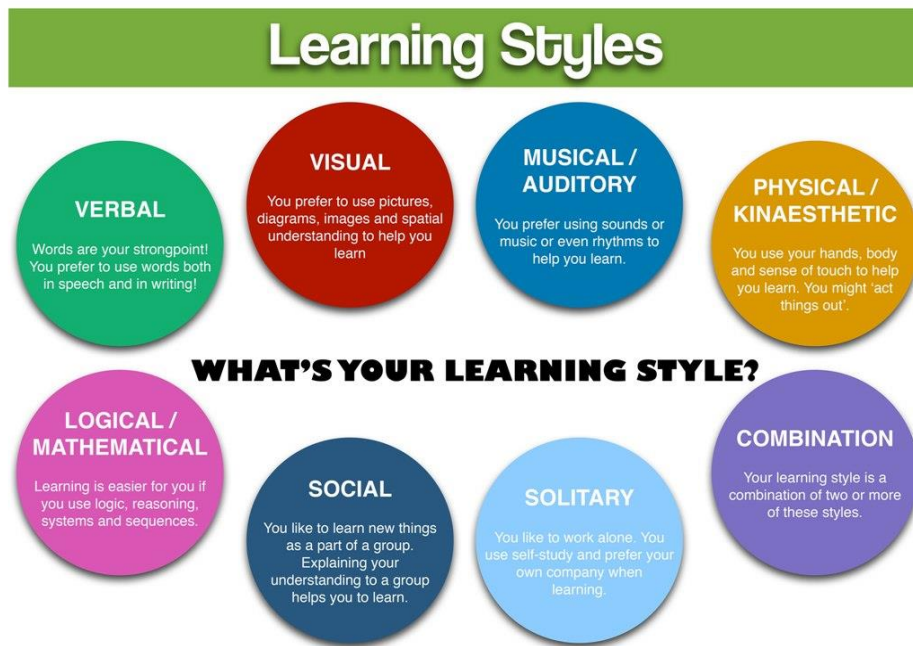 Learning Styles
VERBAL
Words are your strongpoint!
You prefer to use words both
in speech and in writing!
VISUAL
You prefer to use pictures,
diagrams, images and spatial
understanding to help you
learn
MUSICAL /
AUDITORY
You prefer using sounds or
music or even rhythms to
help you learn.
PHYSICAL /
KINAESTHETIC
You use your hands, body
and sense of touch to help
you learn. You might ‘act
things out’.
WHAT’S YOUR LEARNING STYLE?
LOGICAL /
MATHEMATICAL
Learning is easier for you if
you use logic, reasoning,
systems and sequences.
SOCIAL
You like to learn new things
as a part of a group.
Explaining your
understanding to a group
helps you to learn.
SOLITARY
You like to work alone. You
use self-study and prefer your
own company when
learning.
COMBINATION
Your learning style is a
combination of two or more
of these styles.